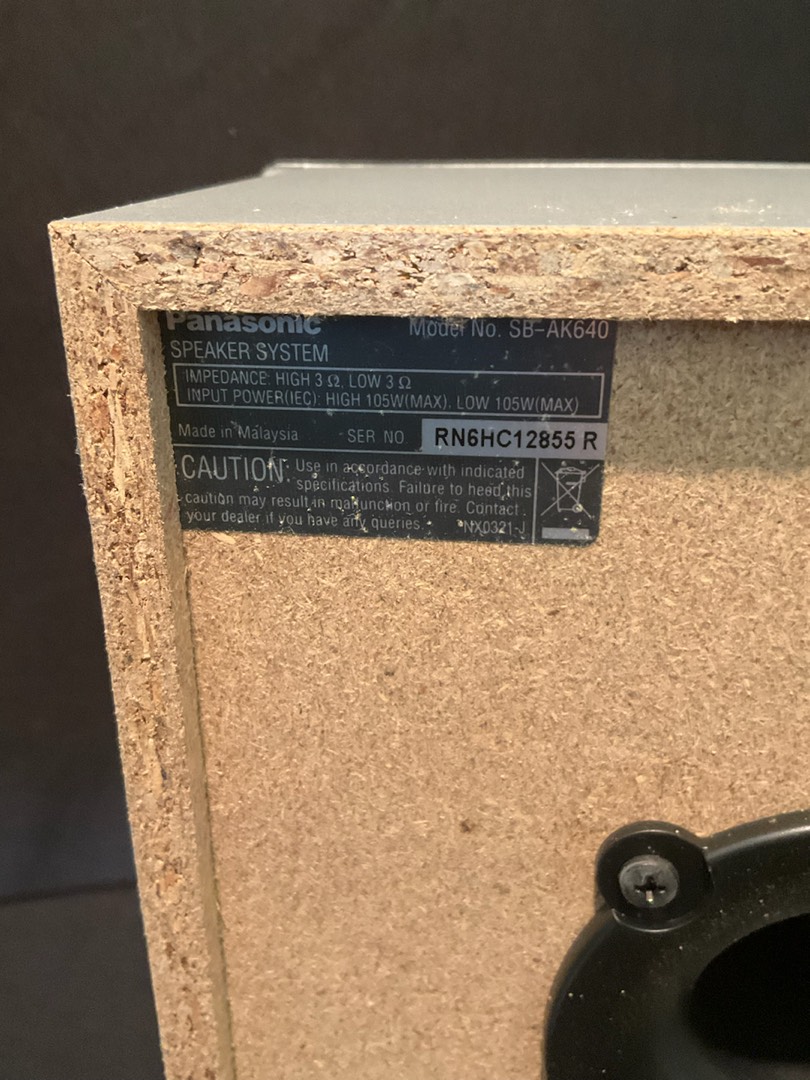 Panasonic Model No. SB-AK640
SPEAKER SYSTEM
IMPEDANCE: HIGH 3 Ω, LOW 3 Ω
INPUT POWER(IEC): HIGH 105W(MAX). LOW 105W(MAX)
Made in Malaysia SER NO RN6HC12855 R
CAUTION: Use in accordance with indicated
specifications. Failure to heed this
caution may result in malfunction or fire. Contact
your dealer if you have any queries. NX0321-J